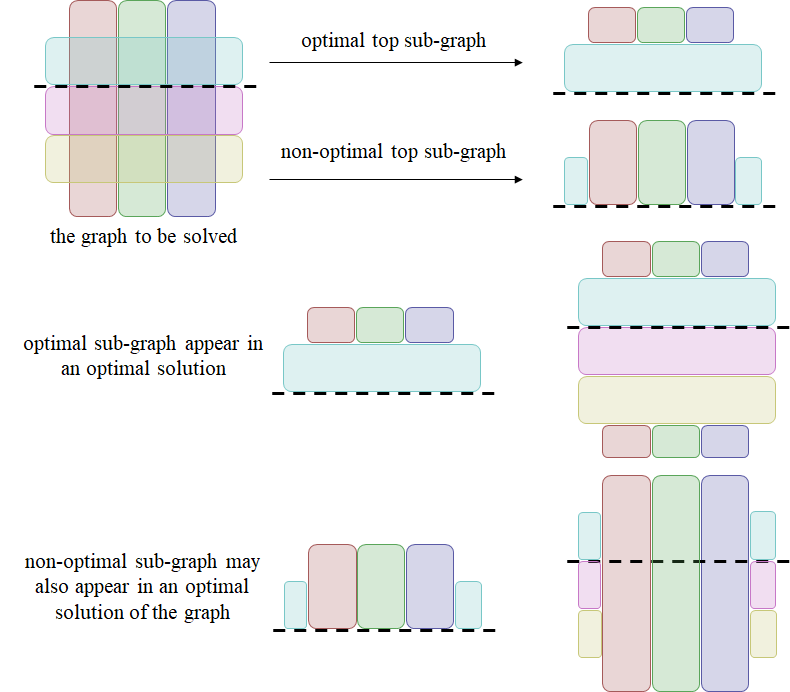 optimal top sub-graph
non-optimal top sub-graph
the graph to be solved
optimal sub-graph appear in
an optimal solution
non-optimal sub-graph may
also appear in an optimal
solution of the graph